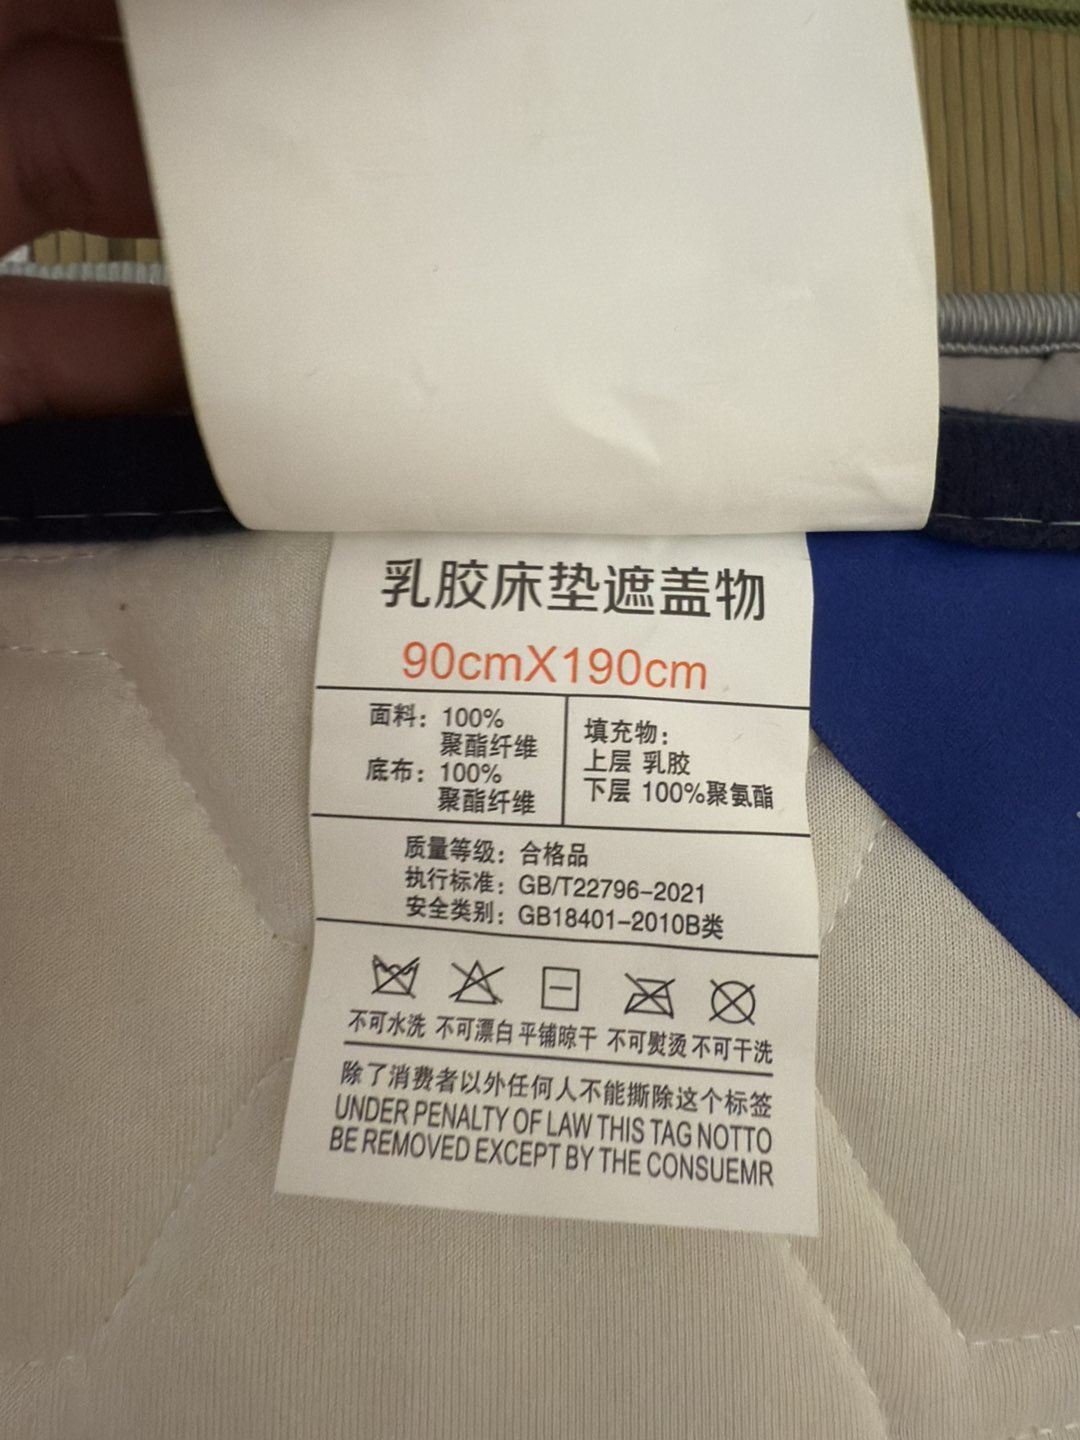 乳胶床垫遮盖物
90cmX190cm
面料：100%
聚酯纤维
底布：100%
聚酯纤维
填充物：
上层 乳胶
下层 100%聚氨酯
质量等级：合格品
执行标准：GB/T22796-2021
安全类别：GB18401-2010B类
不可水洗 不可漂白 平铺晾干 不可熨烫 不可干洗
除了消费者以外任何人不能撕除这个标签
UNDER PENALTY OF LAW THIS TAG NOTTO
BE REMOVED EXCEPT BY THE CONSUEMR